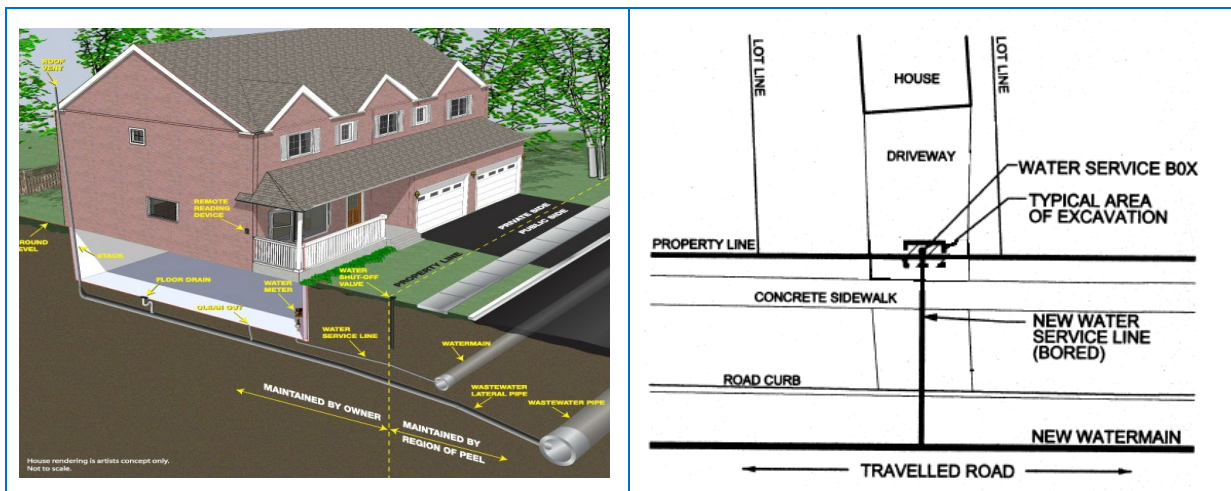 ROOF
VENT
REMOTE
READING
DEVICE
GROUND
LEVEL
STACK
FLOOR DRAIN
CLEAN OUT
WATER
METER
WATER
SHUT-OFF
VALVE
PROPERTY LINE
PRIVATE SIDE
PUBLIC SIDE
WATER
SERVICE LINE
WATERMAIN
WASTEWATER
LATERAL PIPE
WASTEWATER PIPE
MAINTAINED BY OWNER
MAINTAINED BY
REGION OF PEEL
House rendering is artists concept only.
Not to scale.
LOT LINE
HOUSE
LOT LINE
DRIVEWAY
WATER SERVICE B0X
TYPICAL AREA
OF EXCAVATION
PROPERTY LINE
CONCRETE SIDEWALK
NEW WATER
SERVICE LINE
(BORED)
ROAD CURB
NEW WATERMAIN
TRAVELLED ROAD